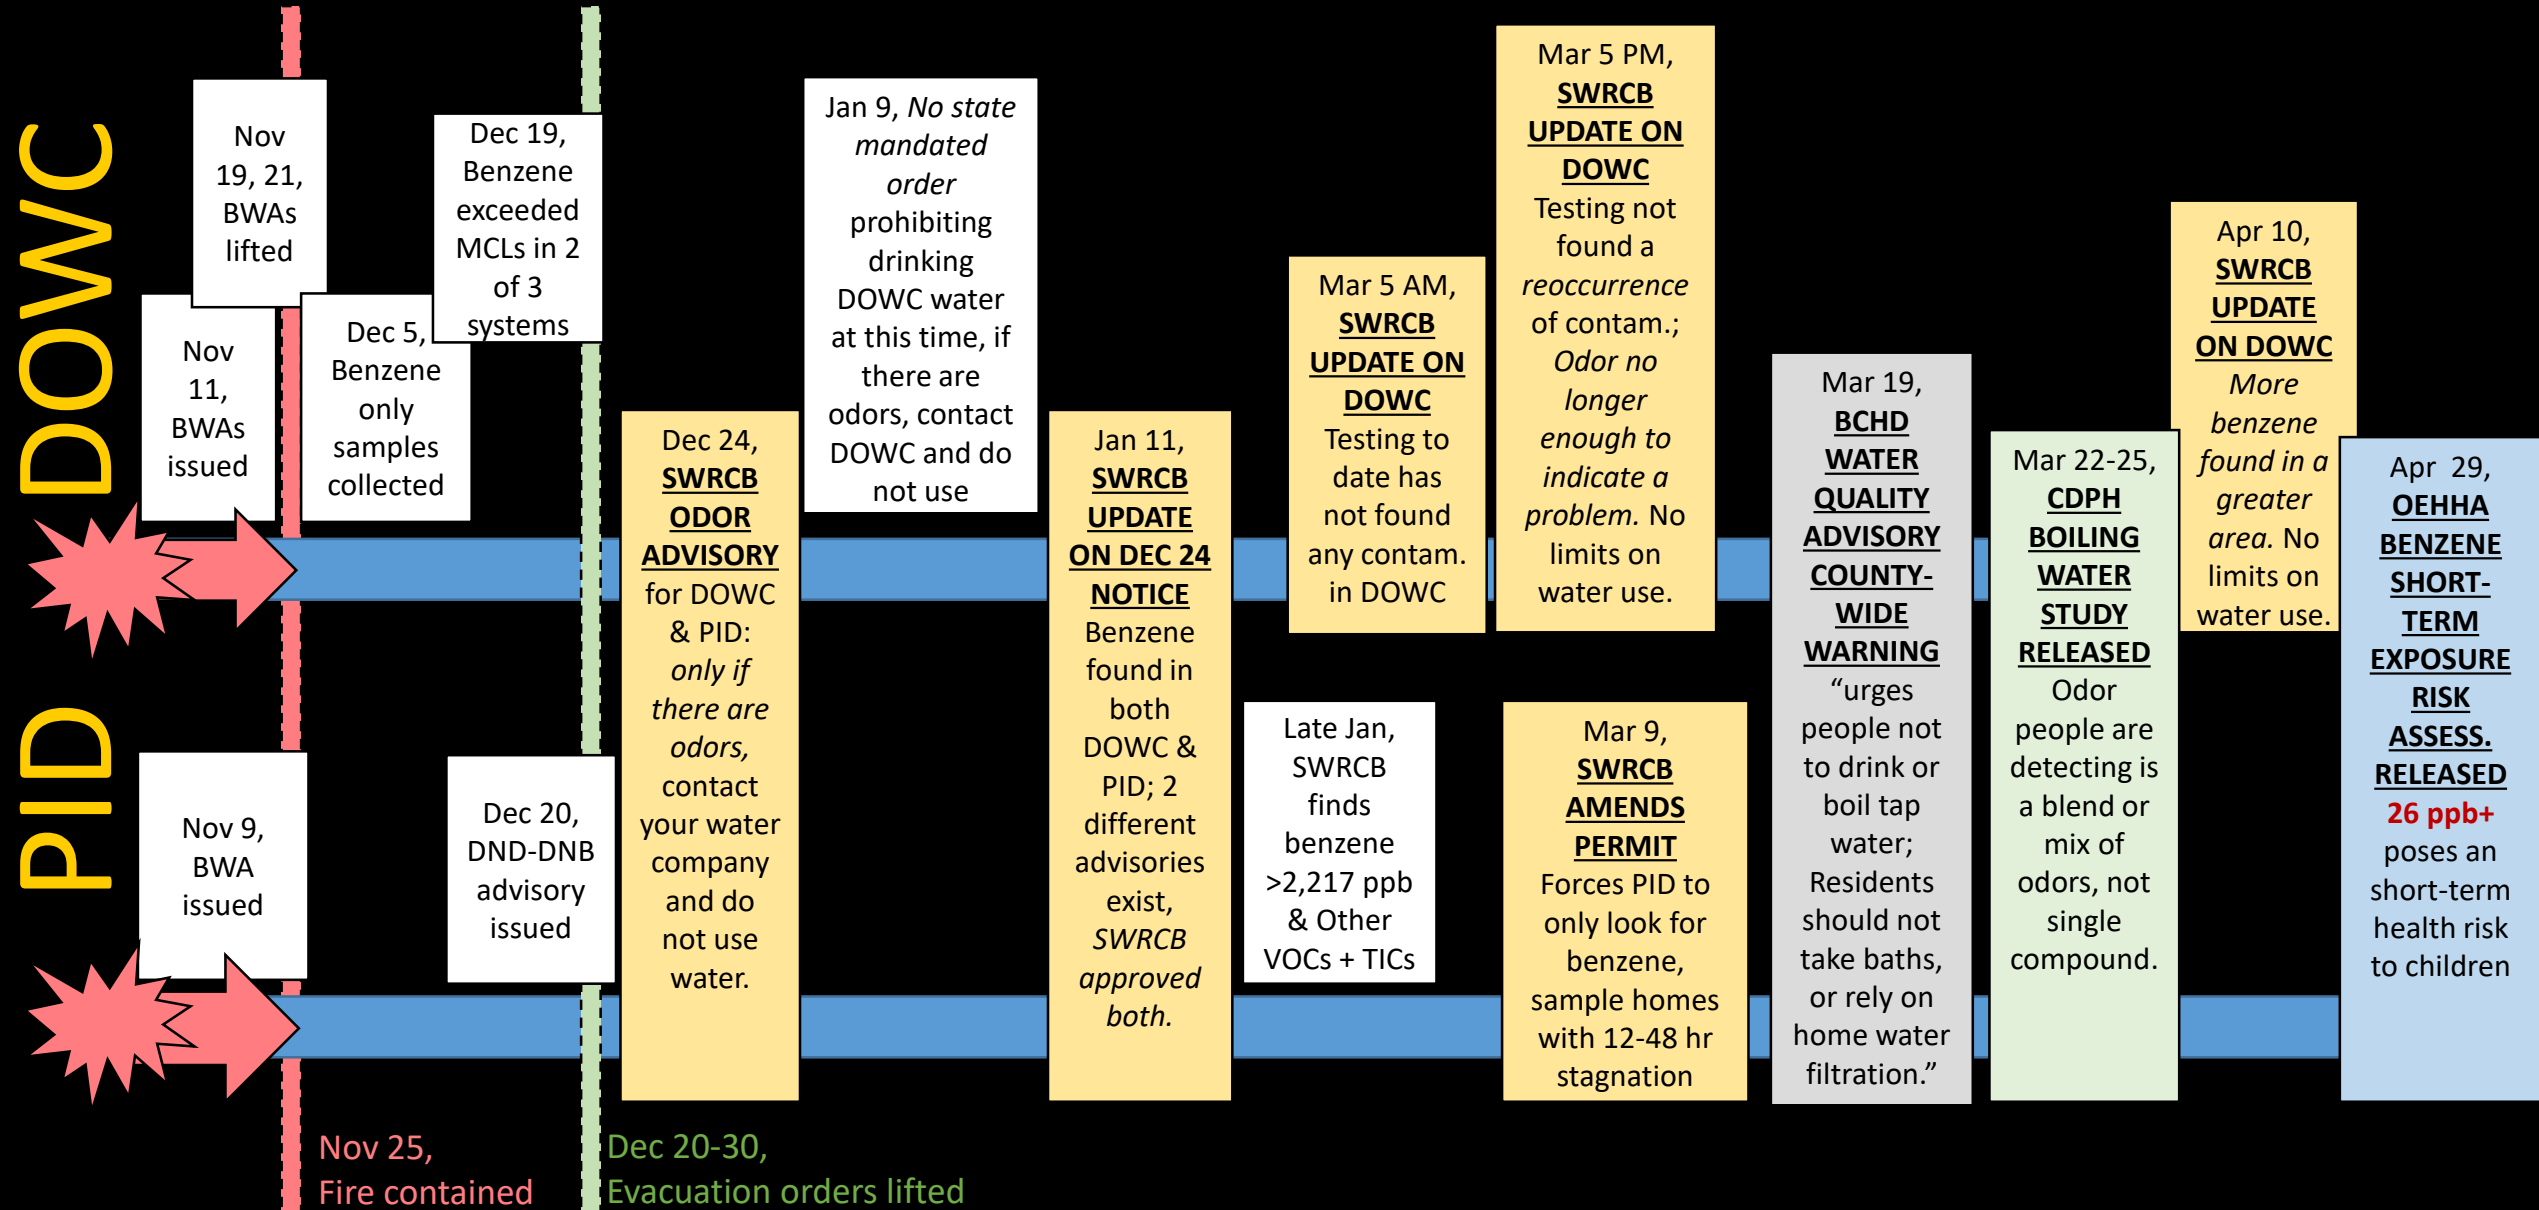 DOWC
PID
Nov
11,
BWAs
issued
Nov
19, 21,
BWAs
lifted
Dec 5,
Benzene
only
samples
collected
Dec 19,
Benzene
exceeded
MCLs in 2
of 3
systems
Nov 9,
BWA
issued
Dec 20,
DND-DNB
advisory
issued
Dec 24,
SWRCB
ODOR
ADVISORY
for DOWC
& PID:
only if
there are
odors,
contact
your water
company
and do
not use
water.
Jan 9, No state
mandated
order
prohibiting
drinking
DOWC water
at this time, if
there are
odors, contact
DOWC and do
not use
Jan 11,
SWRCB
UPDATE
ON DEC 24
NOTICE
Benzene
found in
both
DOWC &
PID; 2
different
advisories
exist,
SWRCB
approved
both.
Late Jan,
SWRCB
finds
benzene
>2,217 ppb
& Other
VOCs + TICs
Mar 5 AM,
SWRCB
UPDATE ON
DOWC
Testing to
date has
not found
any contam.
in DOWC
Mar 5 PM,
SWRCB
UPDATE ON
DOWC
Testing not
found a
reoccurrence
of contam.;
Odor no
longer
enough to
indicate a
problem. No
limits on
water use.
Mar 9,
SWRCB
AMENDS
PERMIT
Forces PID to
only look for
benzene,
sample homes
with 12-48 hr
stagnation
Mar 19,
BCHD
WATER
QUALITY
ADVISORY
COUNTY-
WIDE
WARNING
“urges
people not
to drink or
boil tap
water;
Residents
should not
take baths,
or rely on
home water
filtration.”
Mar 22-25,
CDPH
BOILING
WATER
STUDY
RELEASED
Odor
people are
detecting is
a blend or
mix of
odors, not
single
compound.
Apr 10,
SWRCB
UPDATE
ON DOWC
More
benzene
found in a
greater
area. No
limits on
water use.
Apr 29,
OEHHA
BENZENE
SHORT-
TERM
EXPOSURE
RISK
ASSESS.
RELEASED
26 ppb+
poses an
short-term
health risk
to children
Nov 25,
Fire contained
Dec 20-30,
Evacuation orders lifted